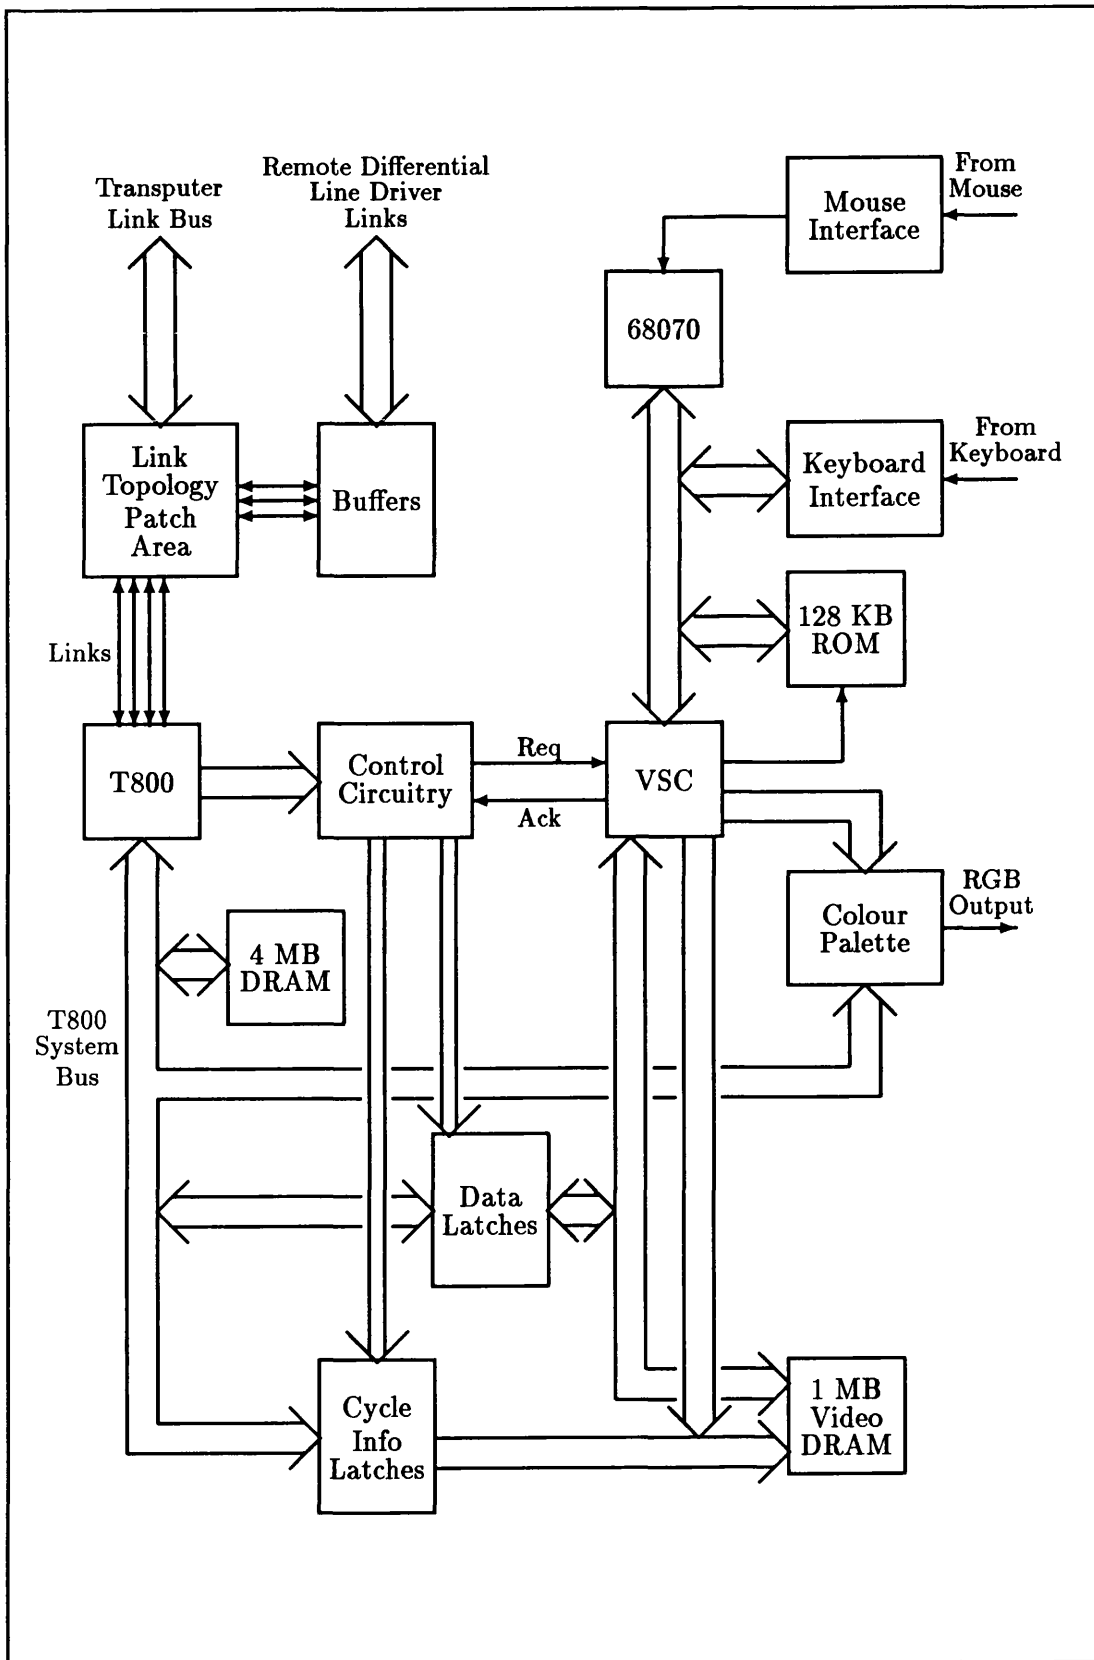 Transputer
Link Bus
Remote Differential
Line Driver
Links
From
Mouse
Mouse
Interface
68070
Link
Topology
Patch
Area
Buffers
From
Keyboard
Keyboard
Interface
128 KB
ROM
Links
T800
Control
Circuitry
Req
Ack
VSC
Colour
Palette
RGB
Output
4 MB
DRAM
T800
System
Bus
Data
Latches
Cycle
Info
Latches
1 MB
Video
DRAM